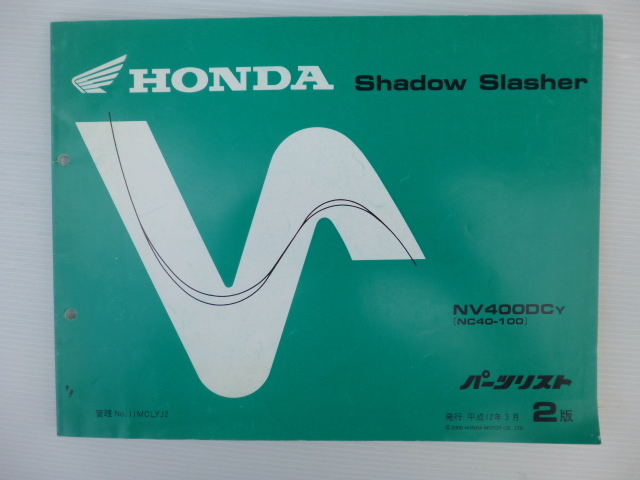 HONDA Shadow Slasher
NV400DCY
[NC40-100]
パーツリスト
管理 No.11MCLYJ2
発行 平成12年3月 2版
© 2000 HONDA MOTOR CO., LTD.